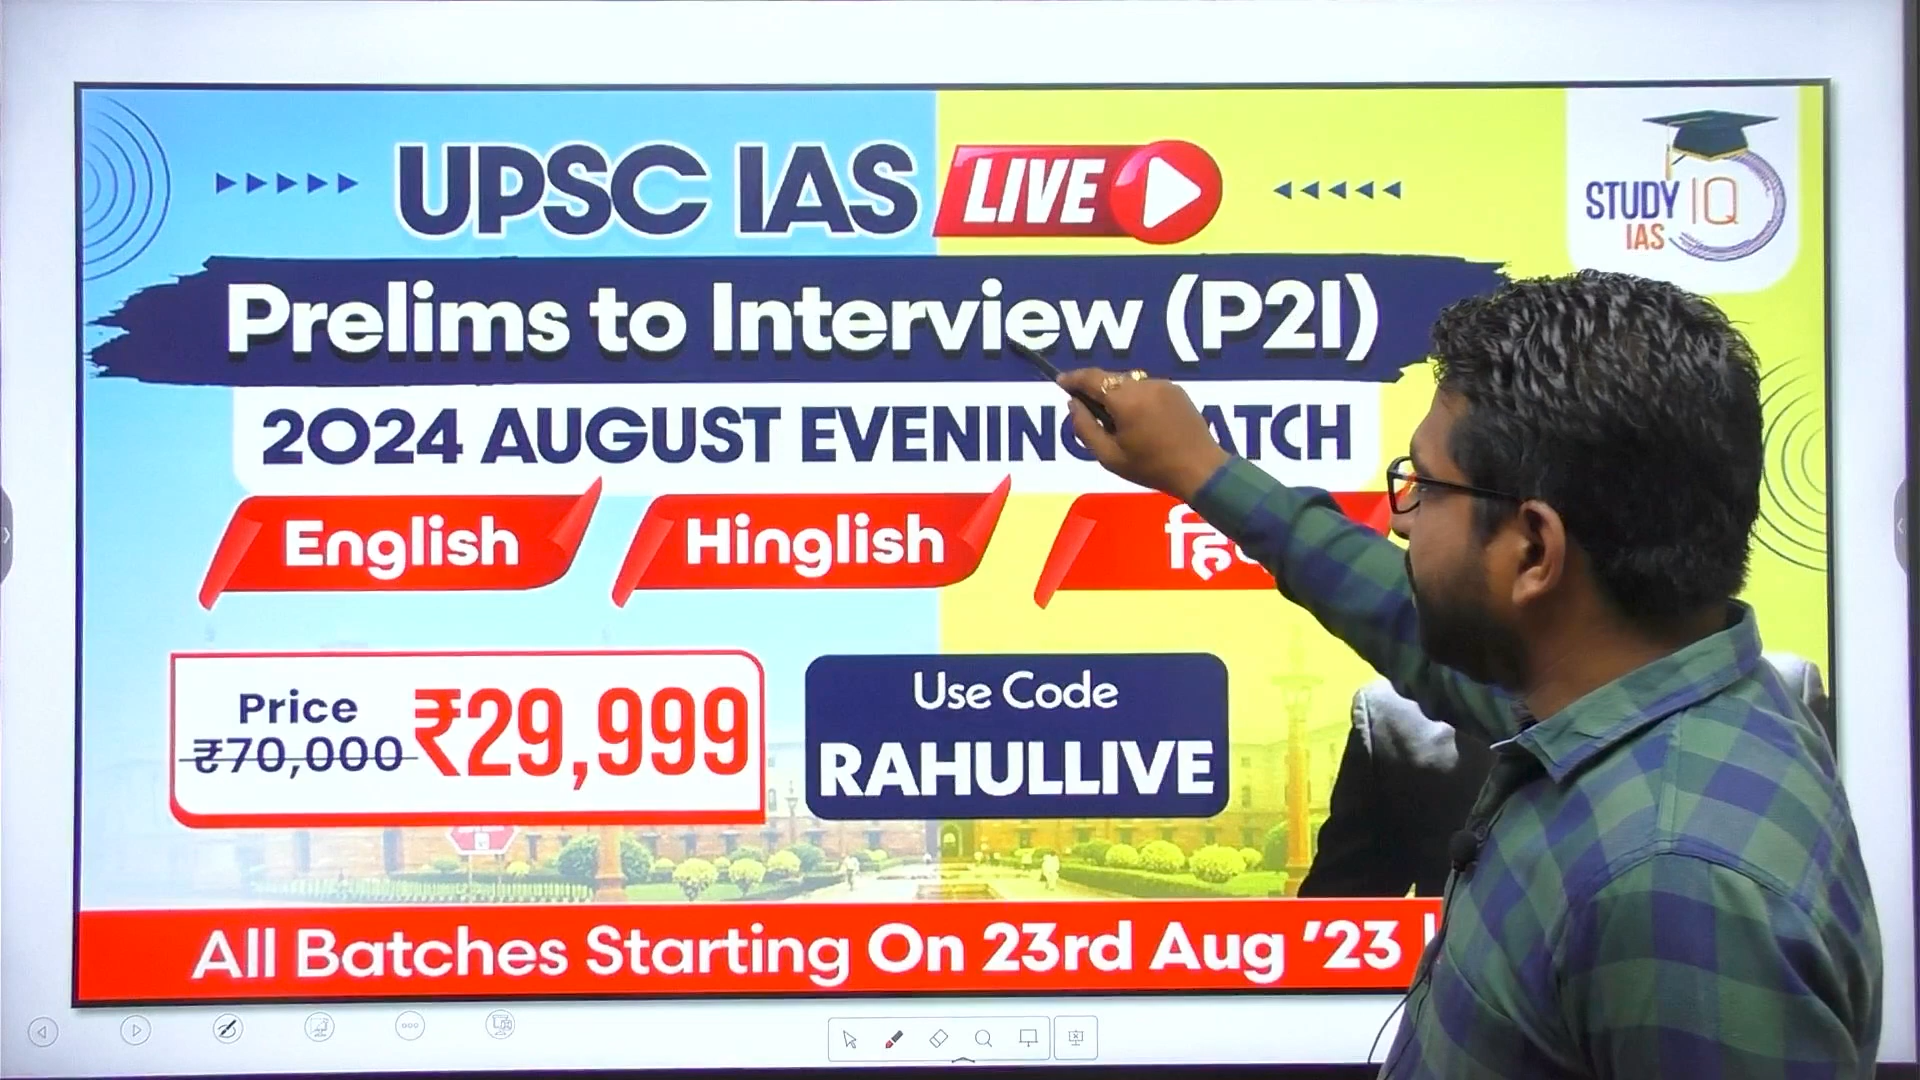 UPSC IAS LIVE
STUDY IQ
IAS
Prelims to Interview (P2I)
2024 AUGUST EVENING
English Hinglish
Price
₹70,000 ₹29,999
Use Code
RAHULLIVE
All Batches Starting On 23rd Aug '23